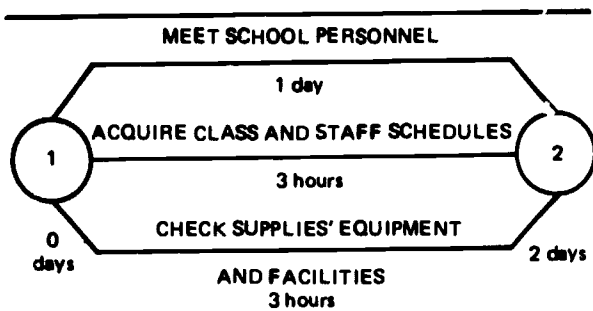 MEET SCHOOL PERSONNEL
1 day
ACQUIRE CLASS AND STAFF SCHEDULES
1
2
3 hours
CHECK SUPPLIES' EQUIPMENT
0
days
2 days
AND FACILITIES
3 hours